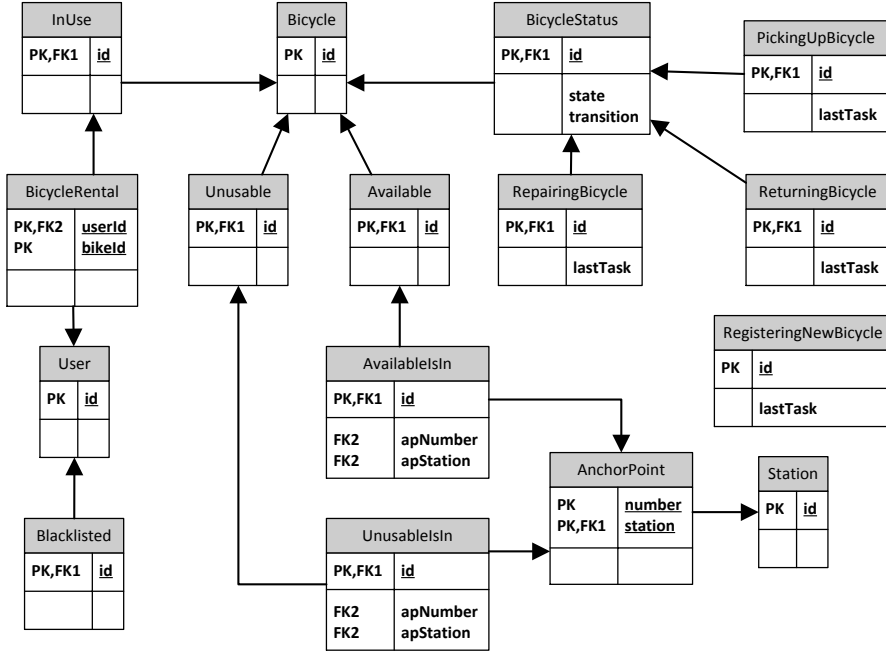 InUse
PK,FK1 id
Bicycle
PK id
BicycleStatus
PK,FK1 id
state
transition
PickingUpBicycle
PK,FK1 id
lastTask
BicycleRental
PK,FK2 userId
PK bikeId
Unusable
PK,FK1 id
Available
PK,FK1 id
RepairingBicycle
PK,FK1 id
lastTask
ReturningBicycle
PK,FK1 id
lastTask
User
PK id
AvailableIsIn
PK,FK1 id
FK2 apNumber
FK2 apStation
RegisteringNewBicycle
PK id
lastTask
AnchorPoint
PK number
PK,FK1 station
Station
PK id
Blacklisted
PK,FK1 id
UnusableIsIn
PK,FK1 id
FK2 apNumber
FK2 apStation